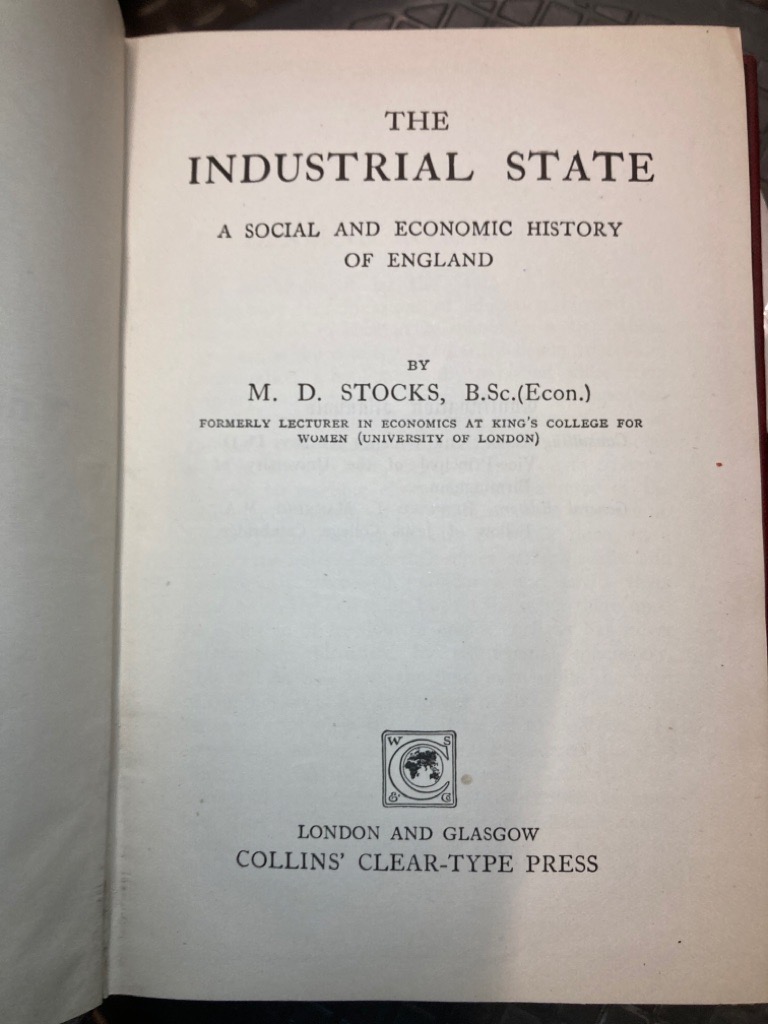 THE
INDUSTRIAL STATE
A SOCIAL AND ECONOMIC HISTORY
OF ENGLAND
BY
M. D. STOCKS, B.Sc.(Econ.)
FORMERLY LECTURER IN ECONOMICS AT KING'S COLLEGE FOR
WOMEN (UNIVERSITY OF LONDON)
W S
C
& Co
LONDON AND GLASGOW
COLLINS' CLEAR-TYPE PRESS